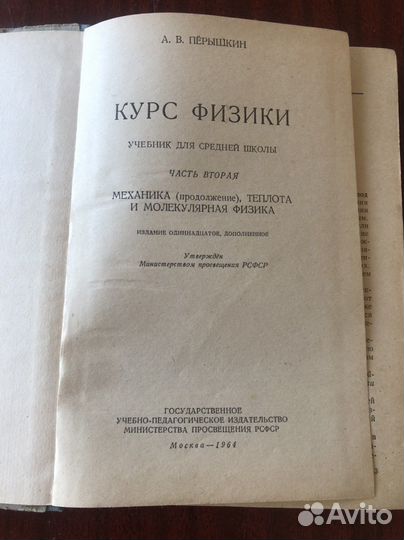 А. В. ПЁРЫШКИН
КУРС ФИЗИКИ
УЧЕБНИК ДЛЯ СРЕДНЕЙ ШКОЛЫ
ЧАСТЬ ВТОРАЯ
МЕХАНИКА (продолжение), ТЕПЛОТА
И МОЛЕКУЛЯРНАЯ ФИЗИКА
ИЗДАНИЕ ОДИННАДЦАТОЕ, ДОПОЛНЕННОЕ
Утверждён
Министерством просвещения РСФСР
ГОСУДАРСТВЕННОЕ
УЧЕБНО-ПЕДАГОГИЧЕСКОЕ ИЗДАТЕЛЬСТВО
МИНИСТЕРСТВА ПРОСВЕЩЕНИЯ РСФСР
Москва—1964
Avito